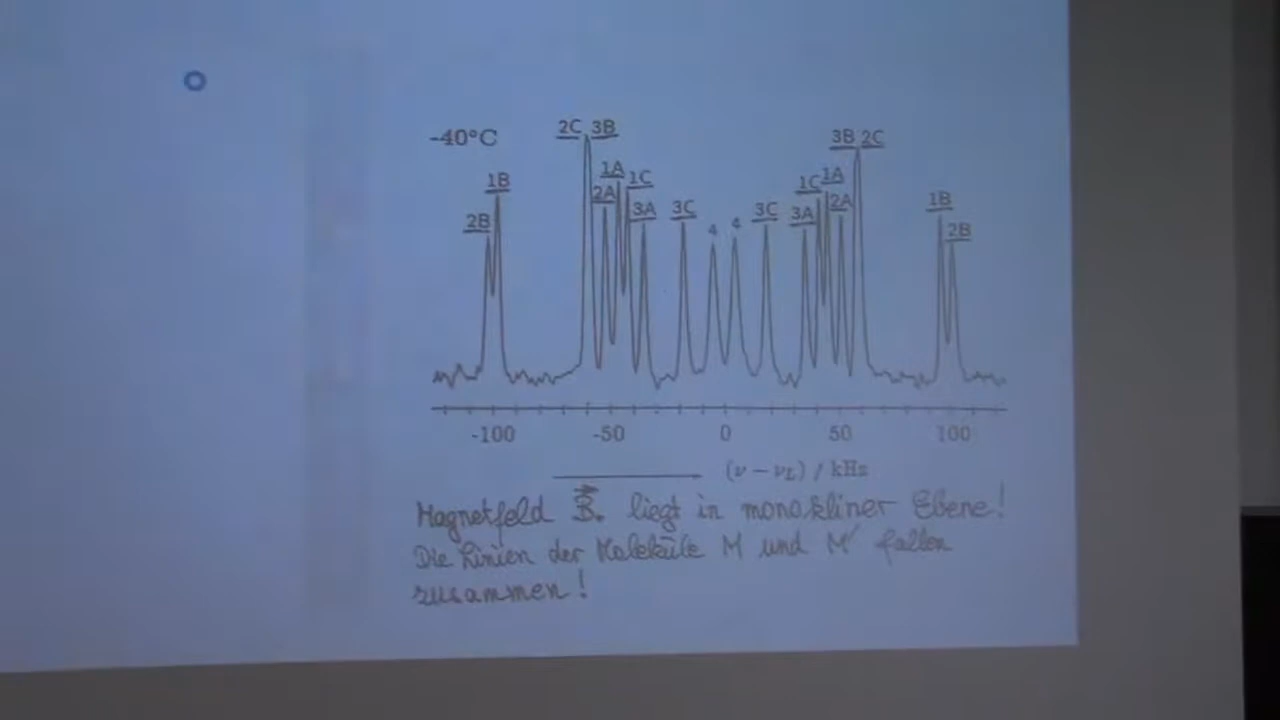 -40°C
2C 3B
3B 2C
1B
1A
1C
1C
1A
2A
2A
1B
2B
3A
3C
4
4
3C
3A
2B
-100
-50
0
50
100
(ν − ν_L) / kHz
Magnetfeld B⃗₀ liegt in monokliner Ebene!
Die Linien der Moleküle M und M' fallen
zusammen!